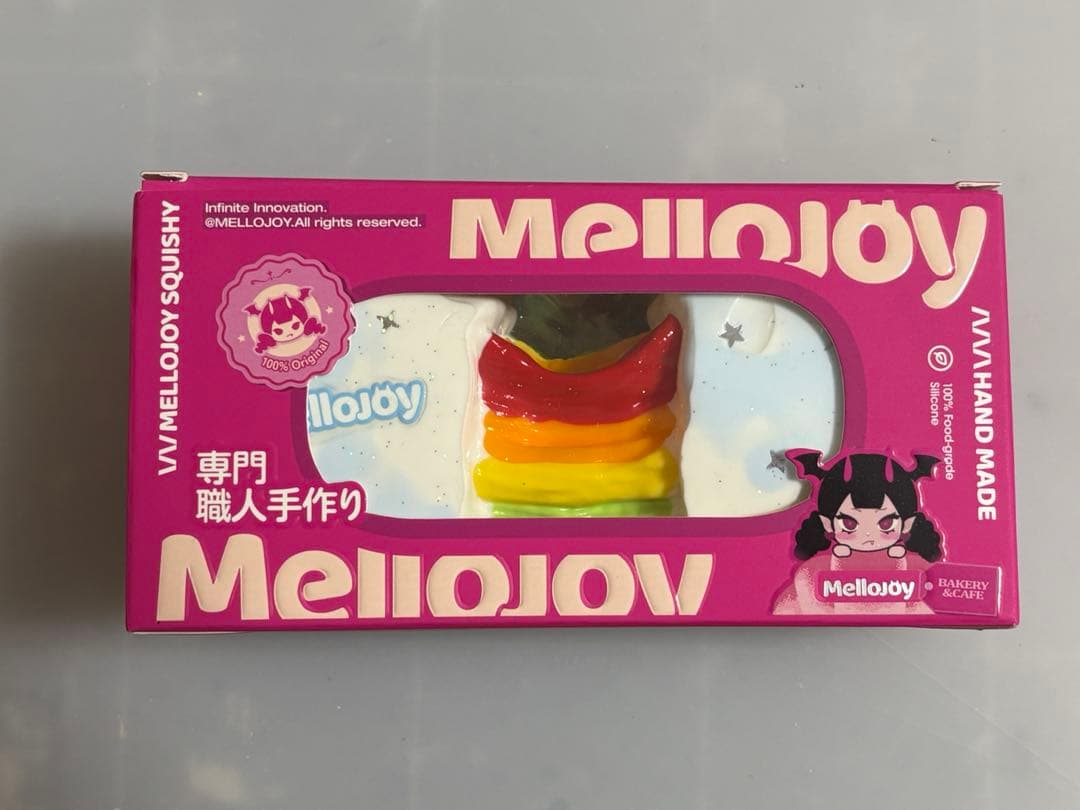 Infinite Innovation.
@MELLOJOY.All rights reserved.
Mellojoy
MELLOJOY SQUISHY
100% Original
llojoy
HAND MADE
100% Food-grade
Silicone
専門
職人手作り
Mellojoy
Mellojoy
BAKERY
&CAFE